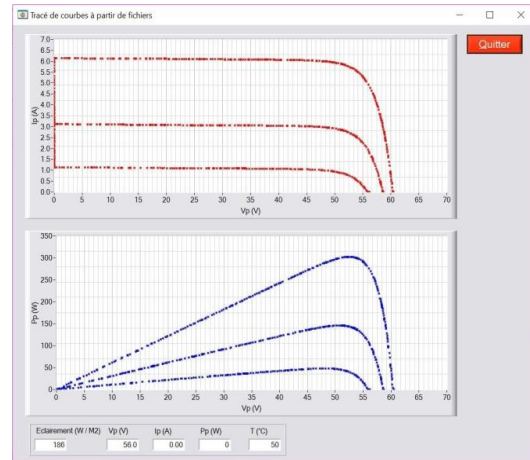 Tracé de courbes à partir de fichiers
Quitter
7.0
6.5
6.0
5.5
5.0
4.5
4.0
3.5
3.0
2.5
2.0
1.5
1.0
0.5
0.0
Ip (A)
0 5 10 15 20 25 30 35 40 45 50 55 60 65 70
Vp (V)
350
300
250
200
150
100
50
0
Pp (W)
0 5 10 15 20 25 30 35 40 45 50 55 60 65 70
Vp (V)
Eclairement (W / M2) Vp (V) Ip (A) Pp (W) T (°C)
186 56.0 0.00 0 50